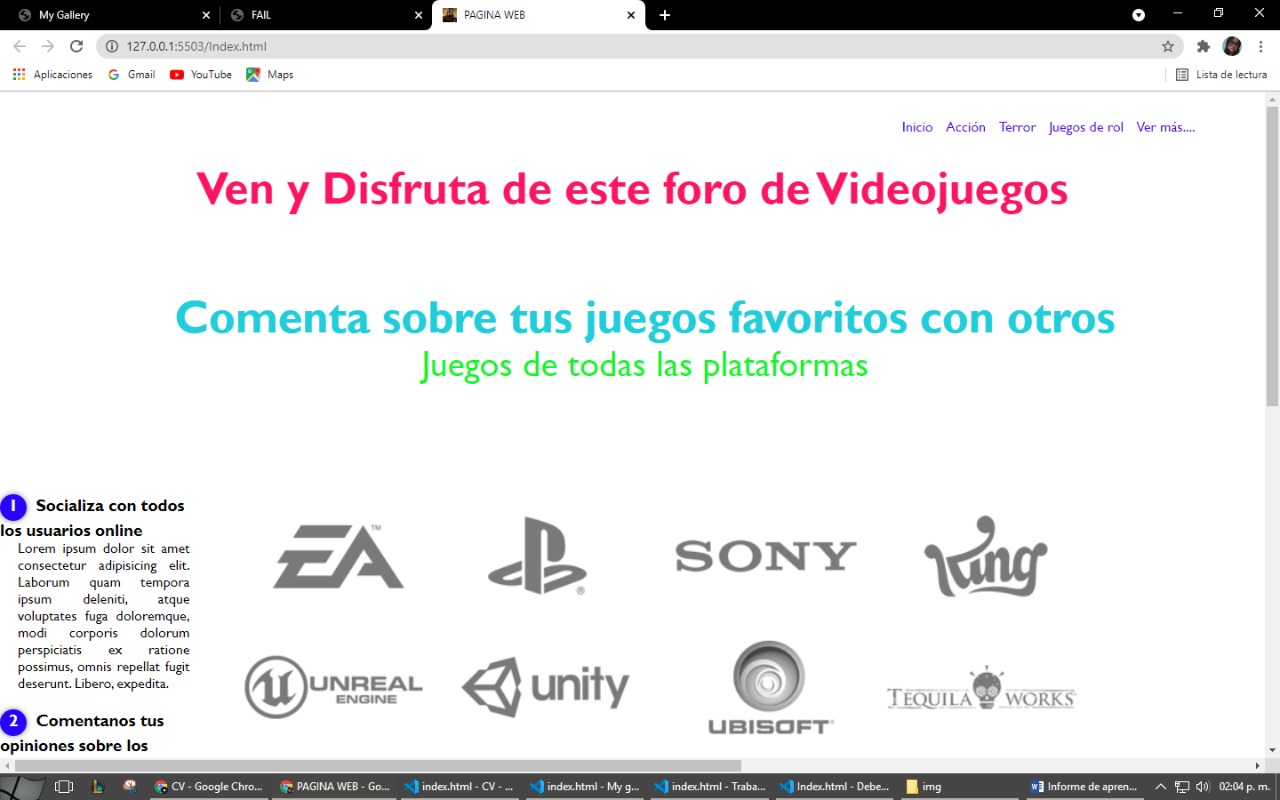 My Gallery
FAIL
PAGINA WEB
127.0.0.1:5503/Index.html
Aplicaciones Gmail YouTube Maps Lista de lectura
Inicio Acción Terror Juegos de rol Ver más....
Ven y Disfruta de este foro de Videojuegos
Comenta sobre tus juegos favoritos con otros
Juegos de todas las plataformas
1 Socializa con todos
los usuarios online
Lorem ipsum dolor sit amet
consectetur adipisicing elit.
Laborum quam tempora
ipsum deleniti, atque
voluptates fuga doloremque,
modi corporis dolorum
perspiciatis ex ratione
possimus, omnis repellat fugit
deserunt. Libero, expedita.
2 Comentanos tus
opiniones sobre los
EA™
®
SONY
King
UNREAL
ENGINE
unity
UBISOFT
TEQUILA WORKS
CV - Google Chro...
PAGINA WEB - Go...
index.html - CV - ...
index.html - My g...
index.html - Traba...
Index.html - Debe...
img
Informe de apren...
02:04 p. m.